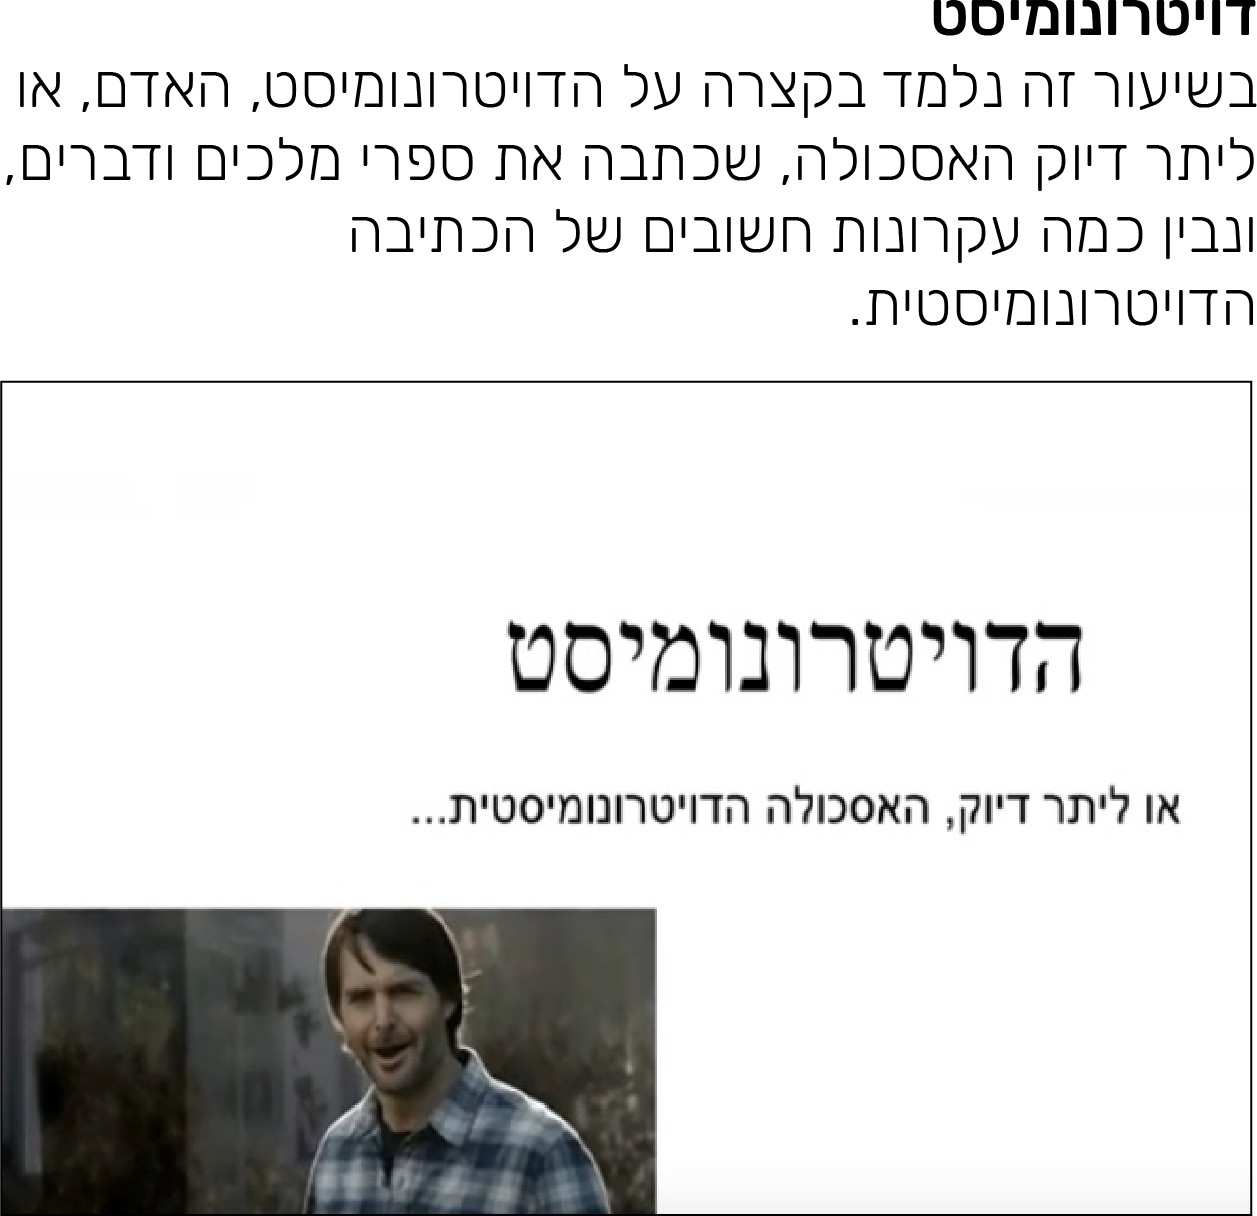 דויטרונומיסט
בשיעור זה נלמד בקצרה על הדויטרונומיסט, האדם, או
ליתר דיוק האסכולה, שכתבה את ספרי מלכים ודברים,
ונבין כמה עקרונות חשובים של הכתיבה
הדויטרונומיסטית.
הדויטרונומיסט
או ליתר דיוק, האסכולה הדויטרונומיסטית...